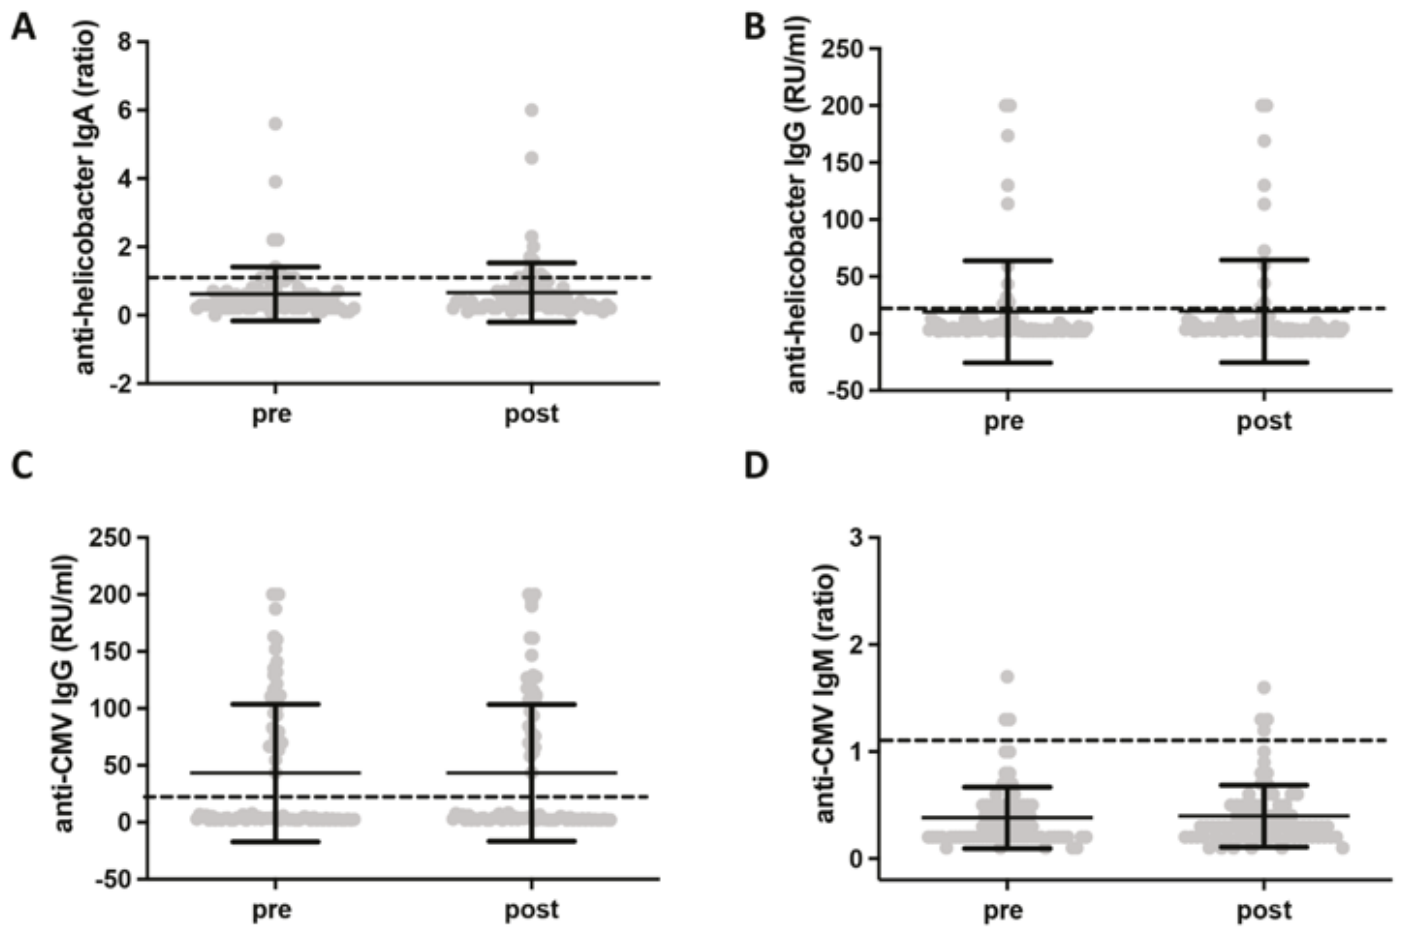 A
anti-helicobacter IgA (ratio)
8
6
4
2
0
-2
pre
post
B
anti-helicobacter IgG (RU/ml)
250
200
150
100
50
0
-50
pre
post
C
anti-CMV IgG (RU/ml)
250
200
150
100
50
0
-50
pre
post
D
anti-CMV IgM (ratio)
3
2
1
0
pre
post